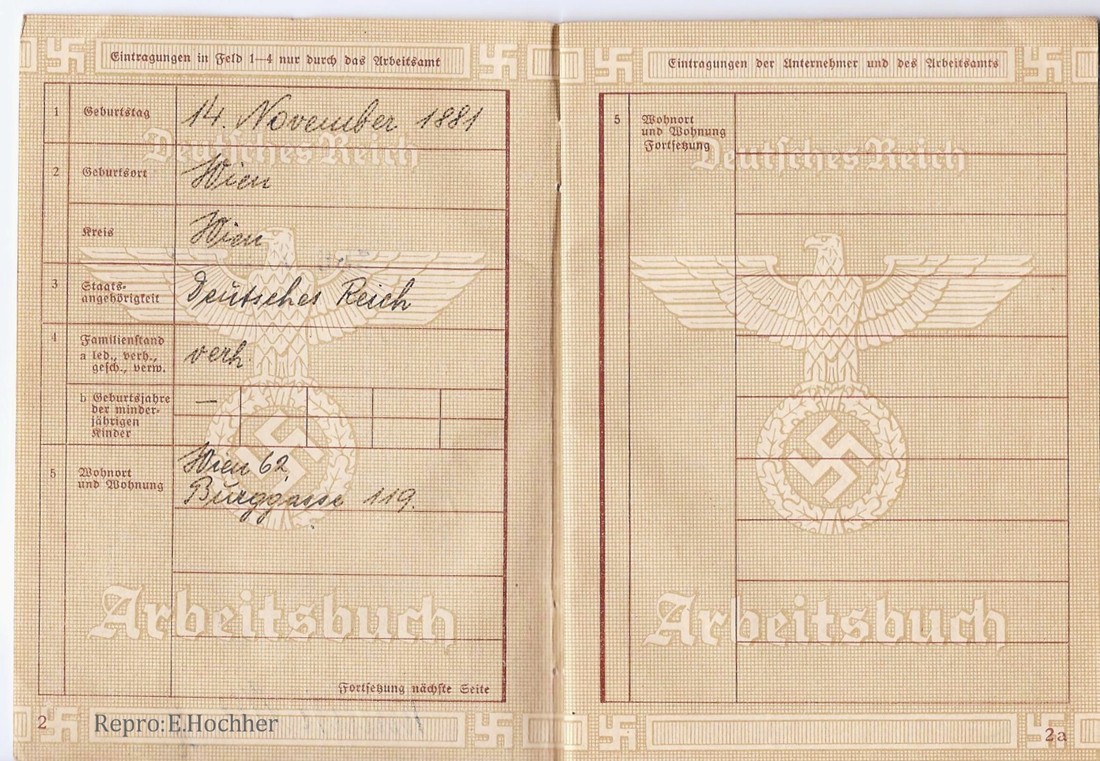 Eintragungen in Feld 1—4 nur durch das Arbeitsamt
1 Geburtstag 14. November 1881
Deutsches Reich
2 Geburtsort Wien
Kreis Wien
3 Staats-
angehörigkeit Deutsches Reich
4 Familienstand
a led., verh.,
gesch., verw. verh.
b Geburtsjahre —
der minder-
jährigen
Kinder
5 Wohnort
und Wohnung
Wien 62
Burggasse 119.
Arbeitsbuch
Fortsetzung nächste Seite
2
Repro: E.Hochher
Eintragungen der Unternehmer und des Arbeitsamts
5 Wohnort
und Wohnung
Fortsetzung
Deutsches Reich
Arbeitsbuch
2a